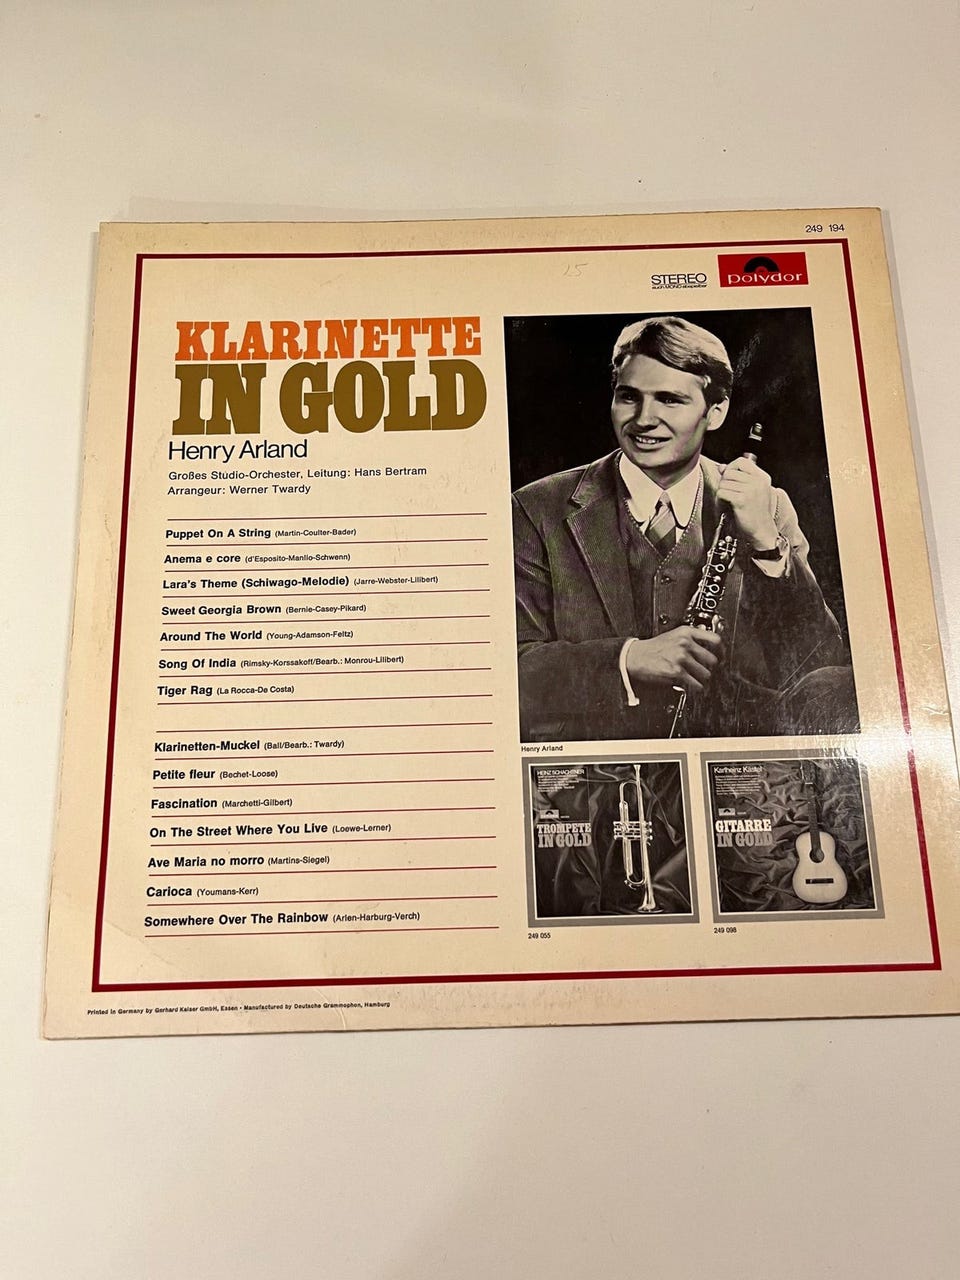 249 194
15
STEREO
auch MONO abspielbar
polydor
KLARINETTE
IN GOLD
Henry Arland
Großes Studio-Orchester, Leitung: Hans Bertram
Arrangeur: Werner Twardy
Puppet On A String (Martin-Coulter-Bader)
Anema e core (d'Esposito-Manlio-Schwenn)
Lara's Theme (Schiwago-Melodie) (Jarre-Webster-Lilibert)
Sweet Georgia Brown (Bernie-Casey-Pikard)
Around The World (Young-Adamson-Feltz)
Song Of India (Rimsky-Korssakoff/Bearb.: Monrou-Lilibert)
Tiger Rag (La Rocca-De Costa)
Klarinetten-Muckel (Ball/Bearb.: Twardy)
Petite fleur (Bechet-Loose)
Fascination (Marchetti-Gilbert)
On The Street Where You Live (Loewe-Lerner)
Ave Maria no morro (Martins-Siegel)
Carioca (Youmans-Kerr)
Somewhere Over The Rainbow (Arlen-Harburg-Verch)
Henry Arland
HEINZ SCHACHTNER
TROMPETE
IN GOLD
249 055
Karlheinz Kästel
GITARRE
IN GOLD
249 098
Printed in Germany by Gerhard Kaiser GmbH, Essen · Manufactured by Deutsche Grammophon, Hamburg